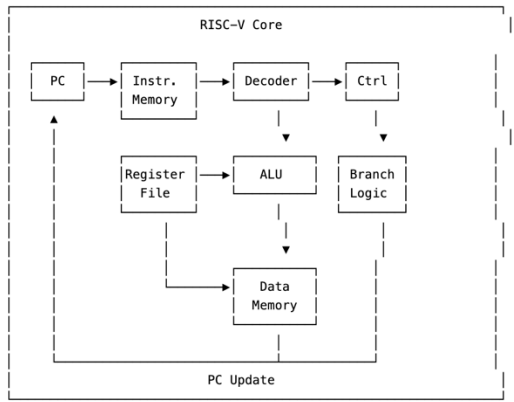 RISC-V Core
PC Instr. Memory Decoder Ctrl
Register File ALU Branch Logic
Data Memory
PC Update